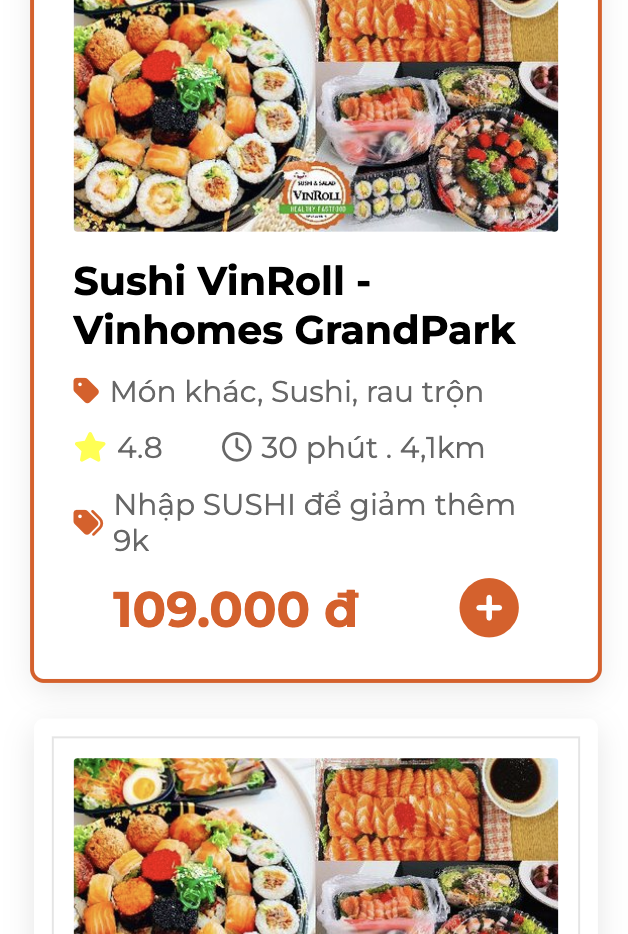 SUSHI & SALAD
VINROLL
HEALTHY FASTFOOD
Sushi VinRoll -
Vinhomes GrandPark
Món khác, Sushi, rau trộn
4.8
30 phút . 4,1km
Nhập SUSHI để giảm thêm
9k
109.000 đ
+